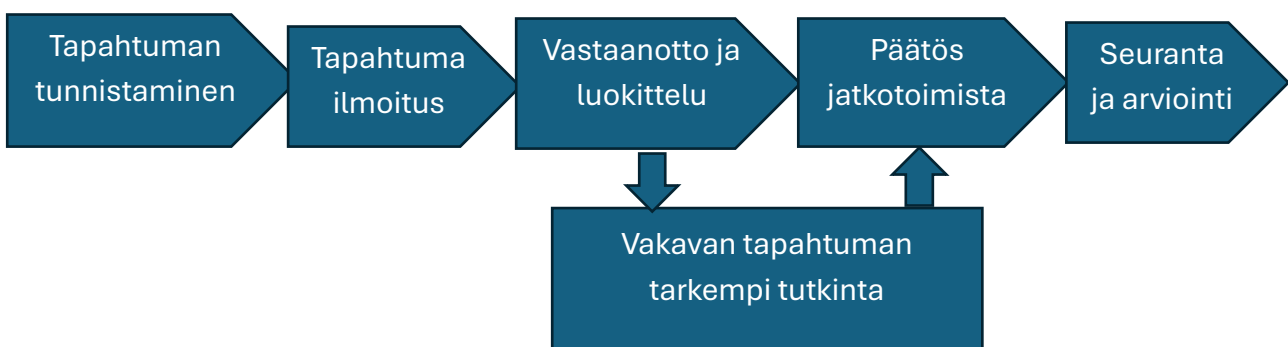 Tapahtuman
tunnistaminen
Tapahtuma
ilmoitus
Vastaanotto ja
luokittelu
Päätös
jatkotoimista
Seuranta
ja arviointi
Vakavan tapahtuman
tarkempi tutkinta